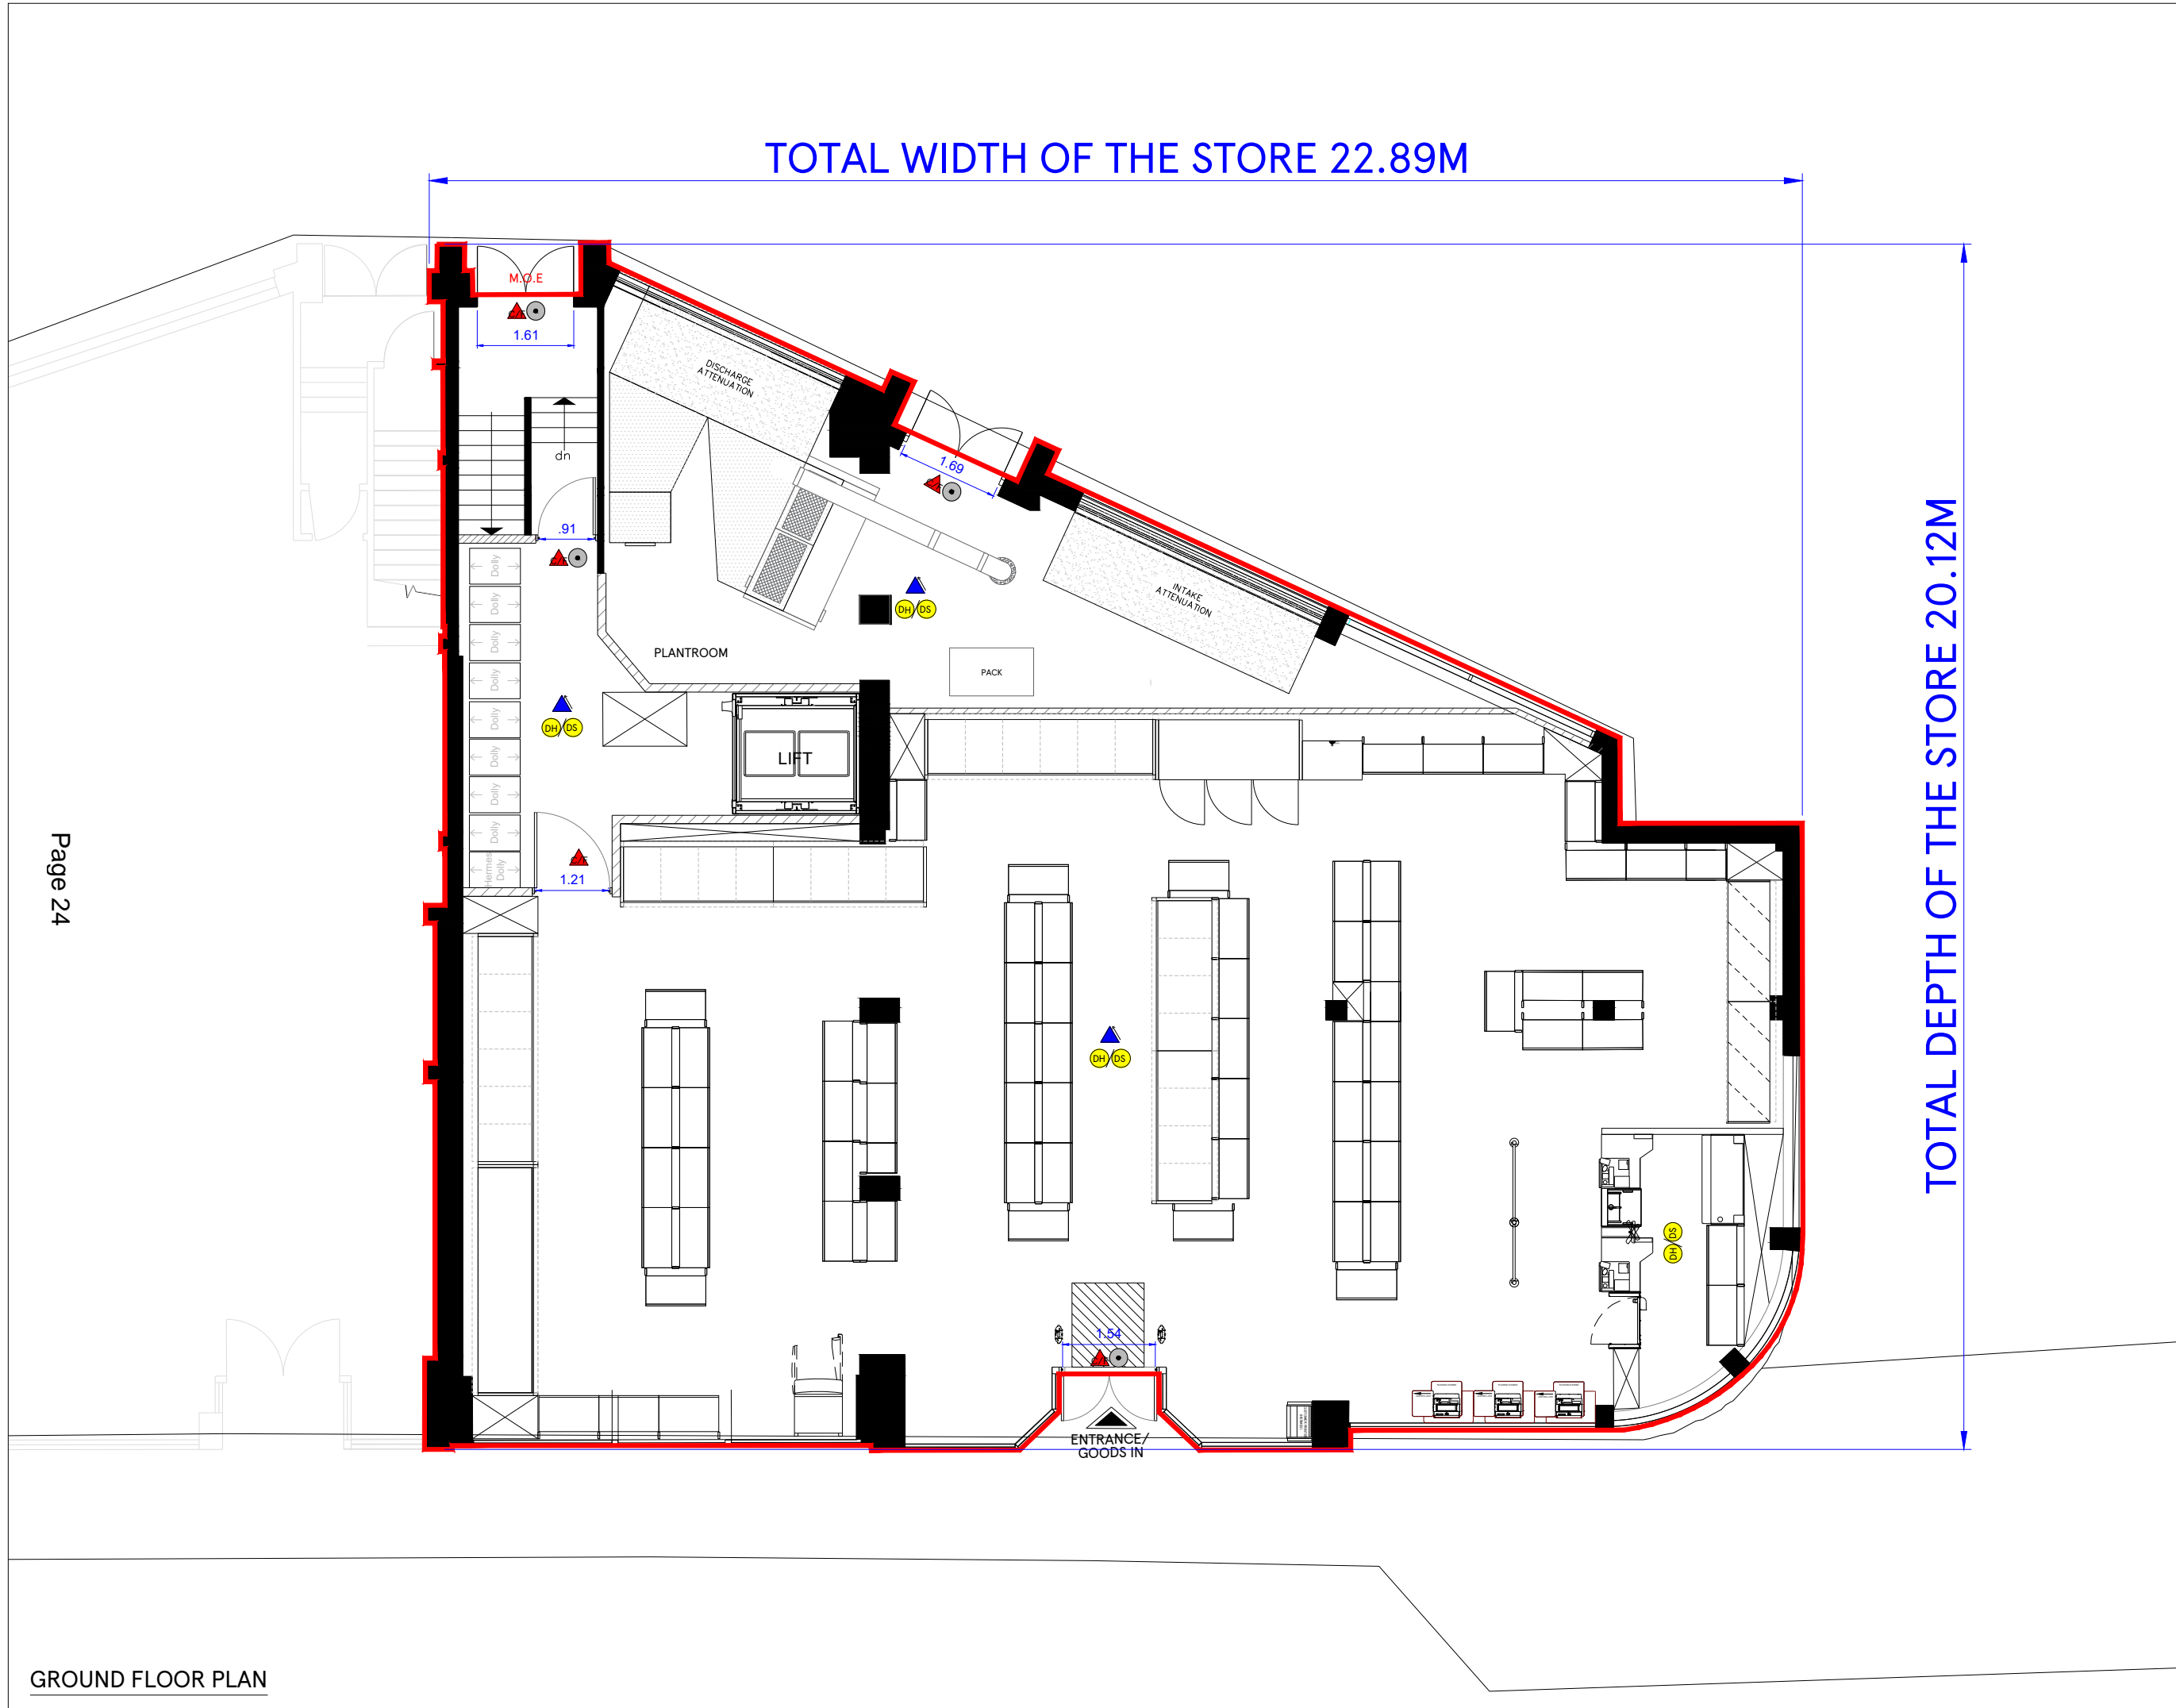 TOTAL WIDTH OF THE STORE 22.89M
M.O.E
1.61
DISCHARGE
ATTENUATION
dn
1.69
.91
Dolly
Dolly
Dolly
Dolly
Dolly
Dolly
Dolly
Dolly
Hermes
Dolly
INTAKE
ATTENUATION
DH/DS
PLANTROOM
PACK
DH/DS
LIFT
1.21
TOTAL DEPTH OF THE STORE 20.12M
Page 24
DH/DS
DH/DS
1.54
ENTRANCE/
GOODS IN
GROUND FLOOR PLAN